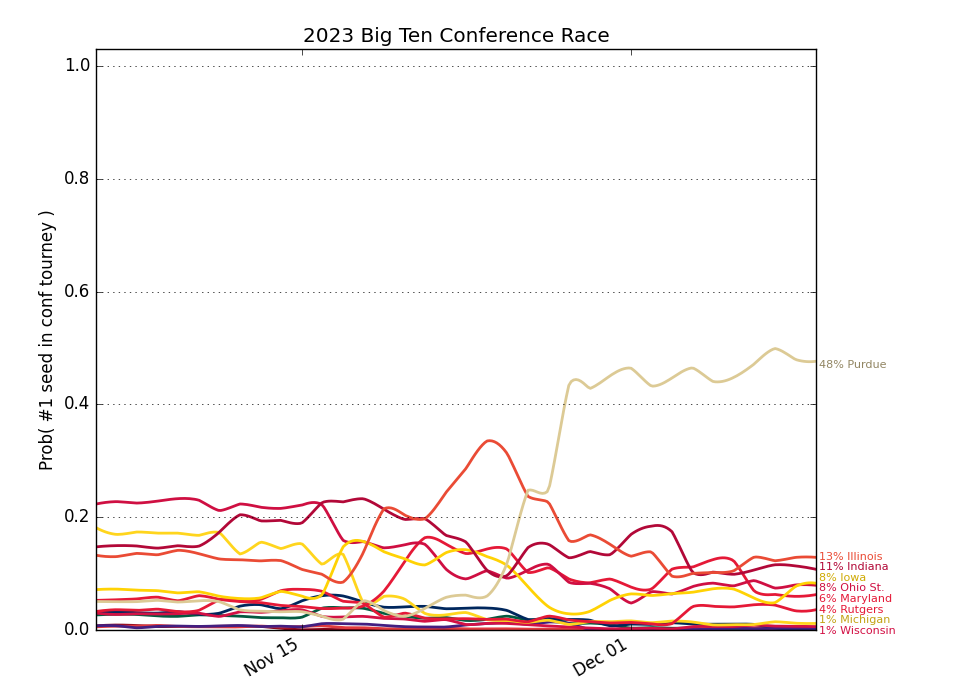 2023 Big Ten Conference Race
Prob( #1 seed in conf tourney )
1.0
0.8
0.6
0.4
0.2
0.0
Nov 15
Dec 01
48% Purdue
13% Illinois
11% Indiana
8% Iowa
8% Ohio St.
6% Maryland
4% Rutgers
1% Michigan
1% Wisconsin